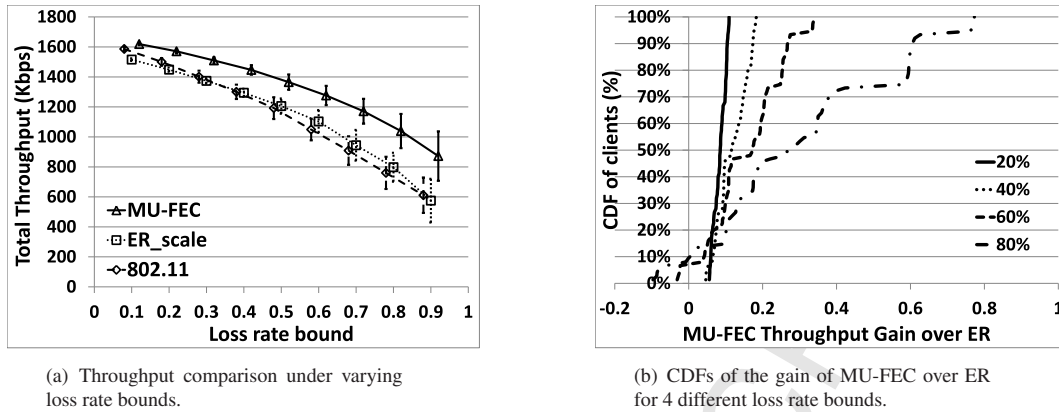 1800
1600
1400
1200
1000
800
600
400
200
0
Total Throughput (Kbps)
MU-FEC
ER_scale
802.11
0 0.1 0.2 0.3 0.4 0.5 0.6 0.7 0.8 0.9 1
Loss rate bound
(a) Throughput comparison under varying
loss rate bounds.
100%
90%
80%
70%
60%
50%
40%
30%
20%
10%
0%
CDF of clients (%)
20%
40%
60%
80%
-0.2 0 0.2 0.4 0.6 0.8 1
MU-FEC Throughput Gain over ER
(b) CDFs of the gain of MU-FEC over ER
for 4 different loss rate bounds.